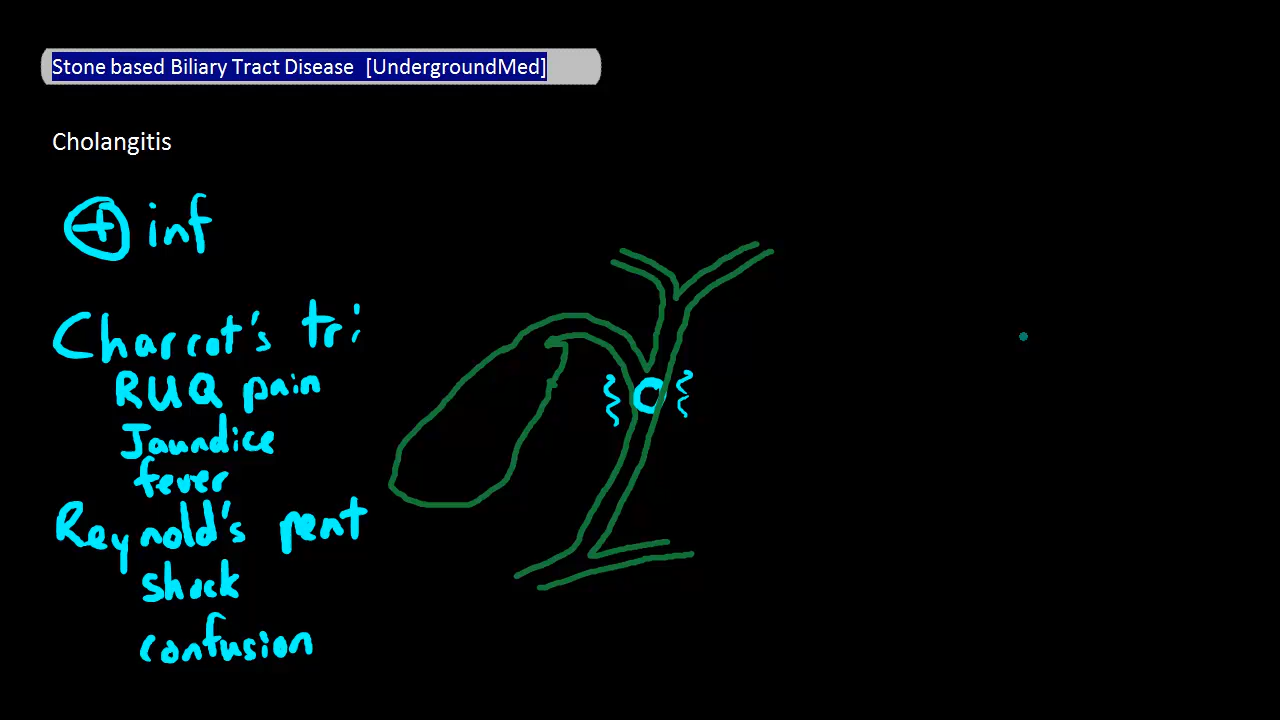 Stone based Biliary Tract Disease [UndergroundMed]
Cholangitis
+ inf
Charcot's tri
RUQ pain
Jaundice
fever
Reynold's pent
shock
confusion